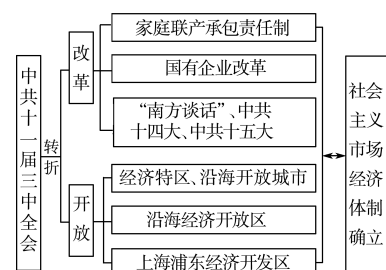 中共十一届三中全会
转折
改革
家庭联产承包责任制
国有企业改革
“南方谈话”、中共
十四大、中共十五大
开放
经济特区、沿海开放城市
沿海经济开放区
上海浦东经济开发区
社会
主义
市场
经济
体制
确立